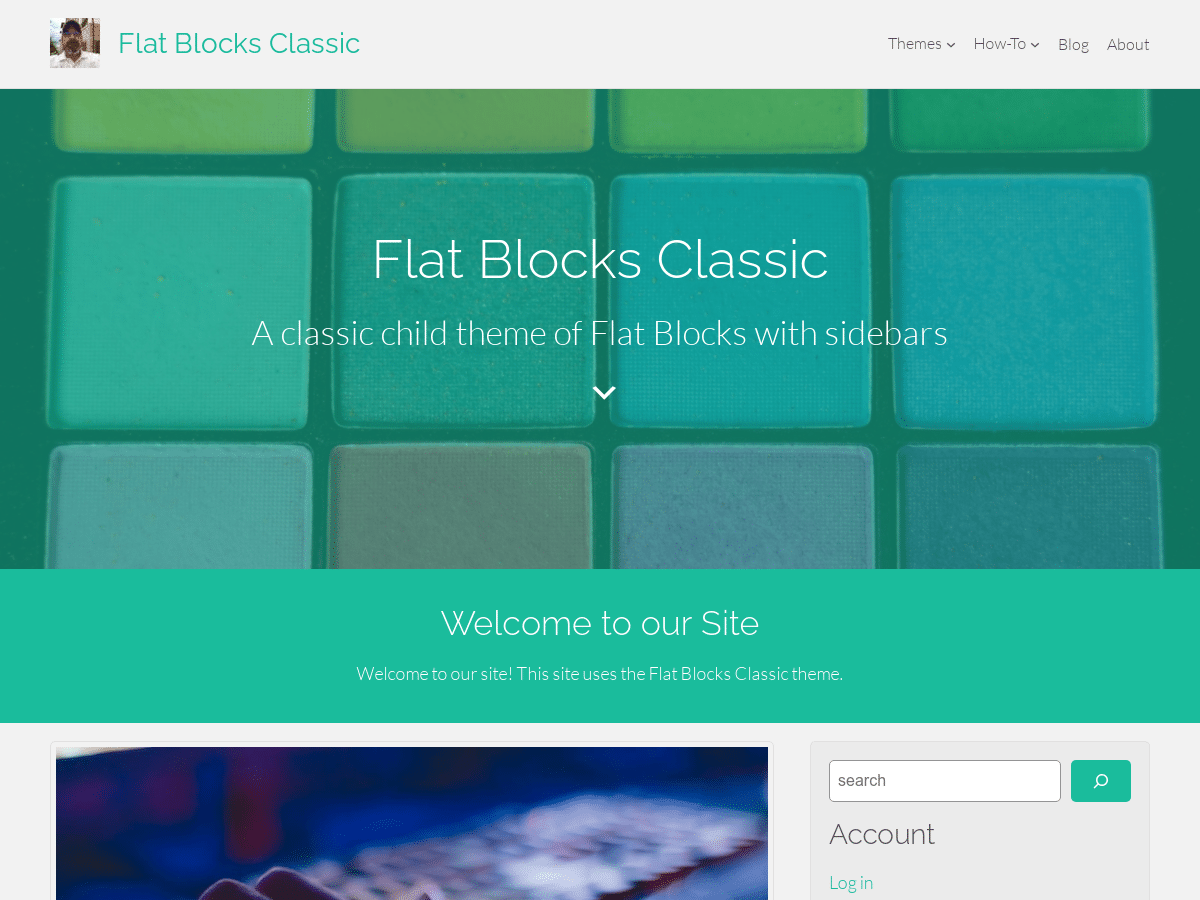 Flat Blocks Classic
Themes
How-To
Blog
About
Flat Blocks Classic
A classic child theme of Flat Blocks with sidebars
Welcome to our Site
Welcome to our site! This site uses the Flat Blocks Classic theme.
search
Account
Log in